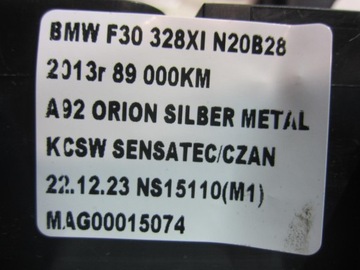 BMW F30 328XI N20B28
2013r 89 000KM
A92 ORION SILBER METAL
KCSW SENSATEC/CZAN
22.12.23 NS15110(M1)
MAG00015074